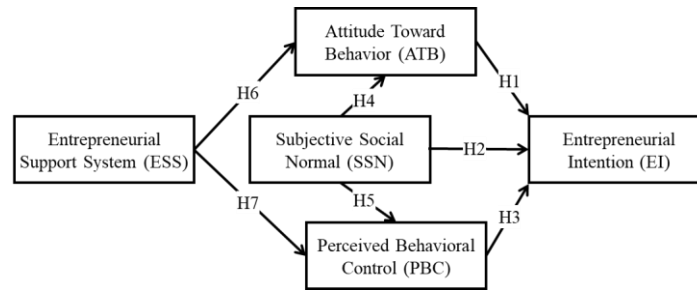 Attitude Toward
Behavior (ATB)
H6
H4
H1
Entrepreneurial
Support System (ESS)
Subjective Social
Normal (SSN)
H2
Entrepreneurial
Intention (EI)
H7
H5
H3
Perceived Behavioral
Control (PBC)